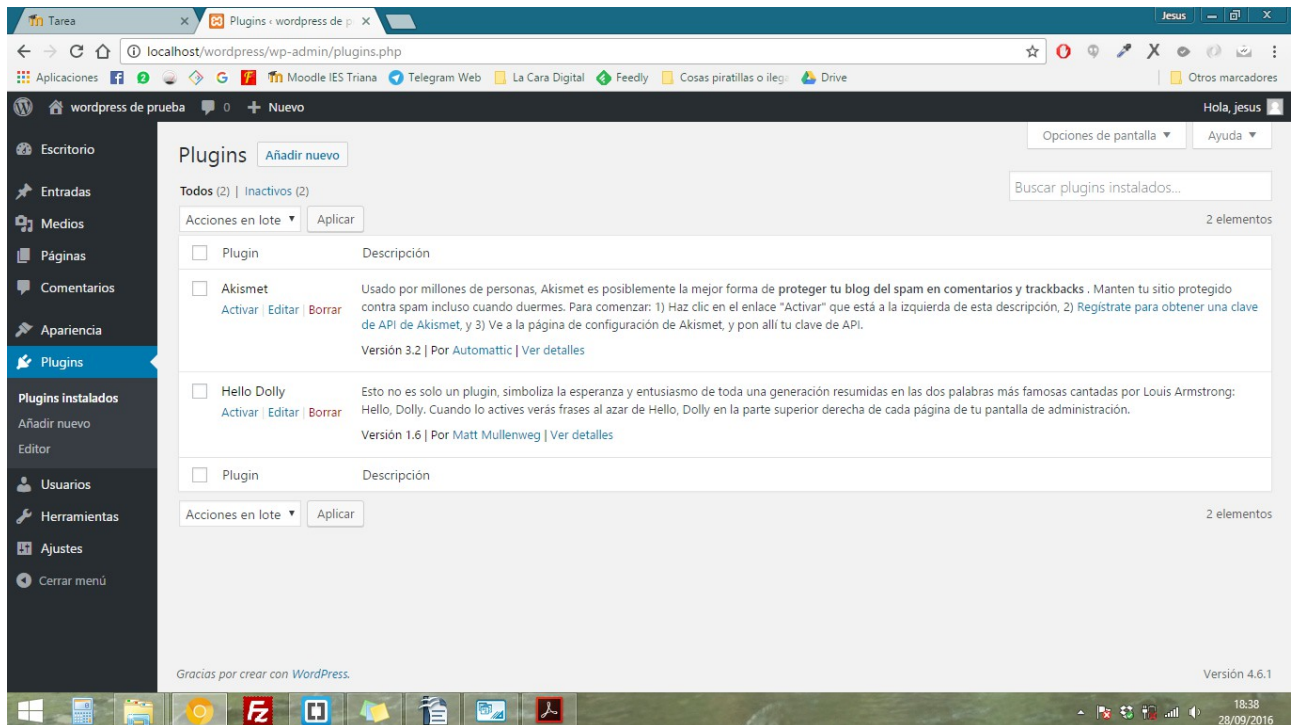 Tarea
Plugins ‹ wordpress de p
Jesus
localhost/wordpress/wp-admin/plugins.php
Aplicaciones
Moodle IES Triana
Telegram Web
La Cara Digital
Feedly
Cosas piratillas o ilega
Drive
Otros marcadores
wordpress de prueba
0
Nuevo
Hola, jesus
Opciones de pantalla
Ayuda
Escritorio
Entradas
Medios
Páginas
Comentarios
Apariencia
Plugins
Plugins instalados
Añadir nuevo
Editor
Usuarios
Herramientas
Ajustes
Cerrar menú
Plugins Añadir nuevo
Todos (2) | Inactivos (2)
Buscar plugins instalados...
Acciones en lote Aplicar
2 elementos
Plugin Descripción
Akismet
Activar | Editar | Borrar
Usado por millones de personas, Akismet es posiblemente la mejor forma de proteger tu blog del spam en comentarios y trackbacks . Manten tu sitio protegido
contra spam incluso cuando duermes. Para comenzar: 1) Haz clic en el enlace "Activar" que está a la izquierda de esta descripción, 2) Regístrate para obtener una clave
de API de Akismet, y 3) Ve a la página de configuración de Akismet, y pon allí tu clave de API.
Versión 3.2 | Por Automattic | Ver detalles
Hello Dolly
Activar | Editar | Borrar
Esto no es solo un plugin, simboliza la esperanza y entusiasmo de toda una generación resumidas en las dos palabras más famosas cantadas por Louis Armstrong:
Hello, Dolly. Cuando lo actives verás frases al azar de Hello, Dolly en la parte superior derecha de cada página de tu pantalla de administración.
Versión 1.6 | Por Matt Mullenweg | Ver detalles
Plugin Descripción
Acciones en lote Aplicar
2 elementos
Gracias por crear con WordPress.
Versión 4.6.1
18:38
28/09/2016